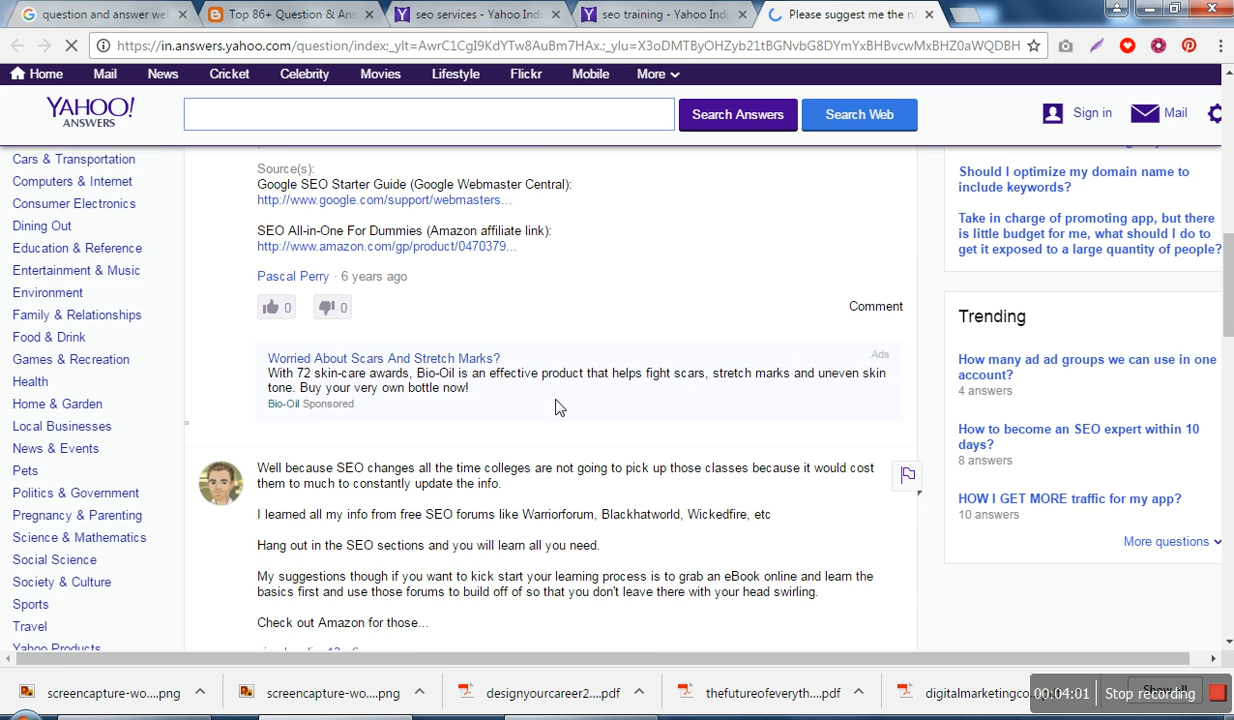 question and answer we
Top 86+ Question & An
seo services - Yahoo Ind
seo training - Yahoo Ind
Please suggest me the n
https://in.answers.yahoo.com/question/index;_ylt=AwrC1CgI9KdYTw8AuBm7HAx.;_ylu=X3oDMTByOHZyb21tBGNvbG8DYmYxBHBvcwMxBHZ0aWQDBH
Home
Mail
News
Cricket
Celebrity
Movies
Lifestyle
Flickr
Mobile
More
YAHOO!
ANSWERS
Search Answers
Search Web
Sign in
Mail
Cars & Transportation
Computers & Internet
Consumer Electronics
Dining Out
Education & Reference
Entertainment & Music
Environment
Family & Relationships
Food & Drink
Games & Recreation
Health
Home & Garden
Local Businesses
News & Events
Pets
Politics & Government
Pregnancy & Parenting
Science & Mathematics
Social Science
Society & Culture
Sports
Travel
Yahoo Products
Source(s):
Google SEO Starter Guide (Google Webmaster Central):
http://www.google.com/support/webmasters...
SEO All-in-One For Dummies (Amazon affiliate link):
http://www.amazon.com/gp/product/0470379...
Pascal Perry · 6 years ago
0
0
Comment
Worried About Scars And Stretch Marks?
Ads
With 72 skin-care awards, Bio-Oil is an effective product that helps fight scars, stretch marks and uneven skin
tone. Buy your very own bottle now!
Bio-Oil Sponsored
Well because SEO changes all the time colleges are not going to pick up those classes because it would cost
them to much to constantly update the info.
I learned all my info from free SEO forums like Warriorforum, Blackhatworld, Wickedfire, etc
Hang out in the SEO sections and you will learn all you need.
My suggestions though if you want to kick start your learning process is to grab an eBook online and learn the
basics first and use those forums to build off of so that you don't leave there with your head swirling.
Check out Amazon for those...
Should I optimize my domain name to
include keywords?
Take in charge of promoting app, but there
is little budget for me, what should I do to
get it exposed to a large quantity of people?
Trending
How many ad ad groups we can use in one
account?
4 answers
How to become an SEO expert within 10
days?
8 answers
HOW I GET MORE traffic for my app?
10 answers
More questions
screencapture-wo....png
screencapture-wo....png
designyourcareer2....pdf
thefutureofeveryth....pdf
digitalmarketingco
00:04:01
Stop recording